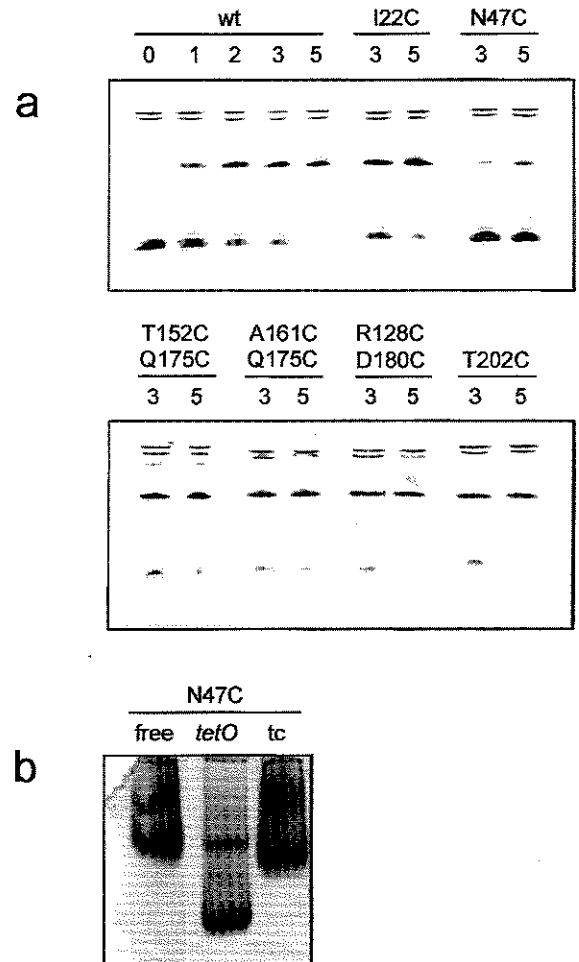 wt I22C N47C
0 1 2 3 5 3 5 3 5
a
T152C A161C R128C
Q175C Q175C D180C T202C
3 5 3 5 3 5 3 5
N47C
free tetO tc
b